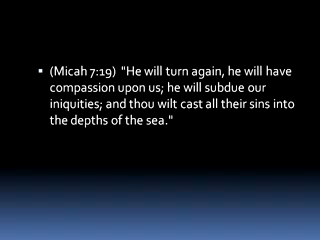 ▪ (Micah 7:19) "He will turn again, he will have
compassion upon us; he will subdue our
iniquities; and thou wilt cast all their sins into
the depths of the sea."